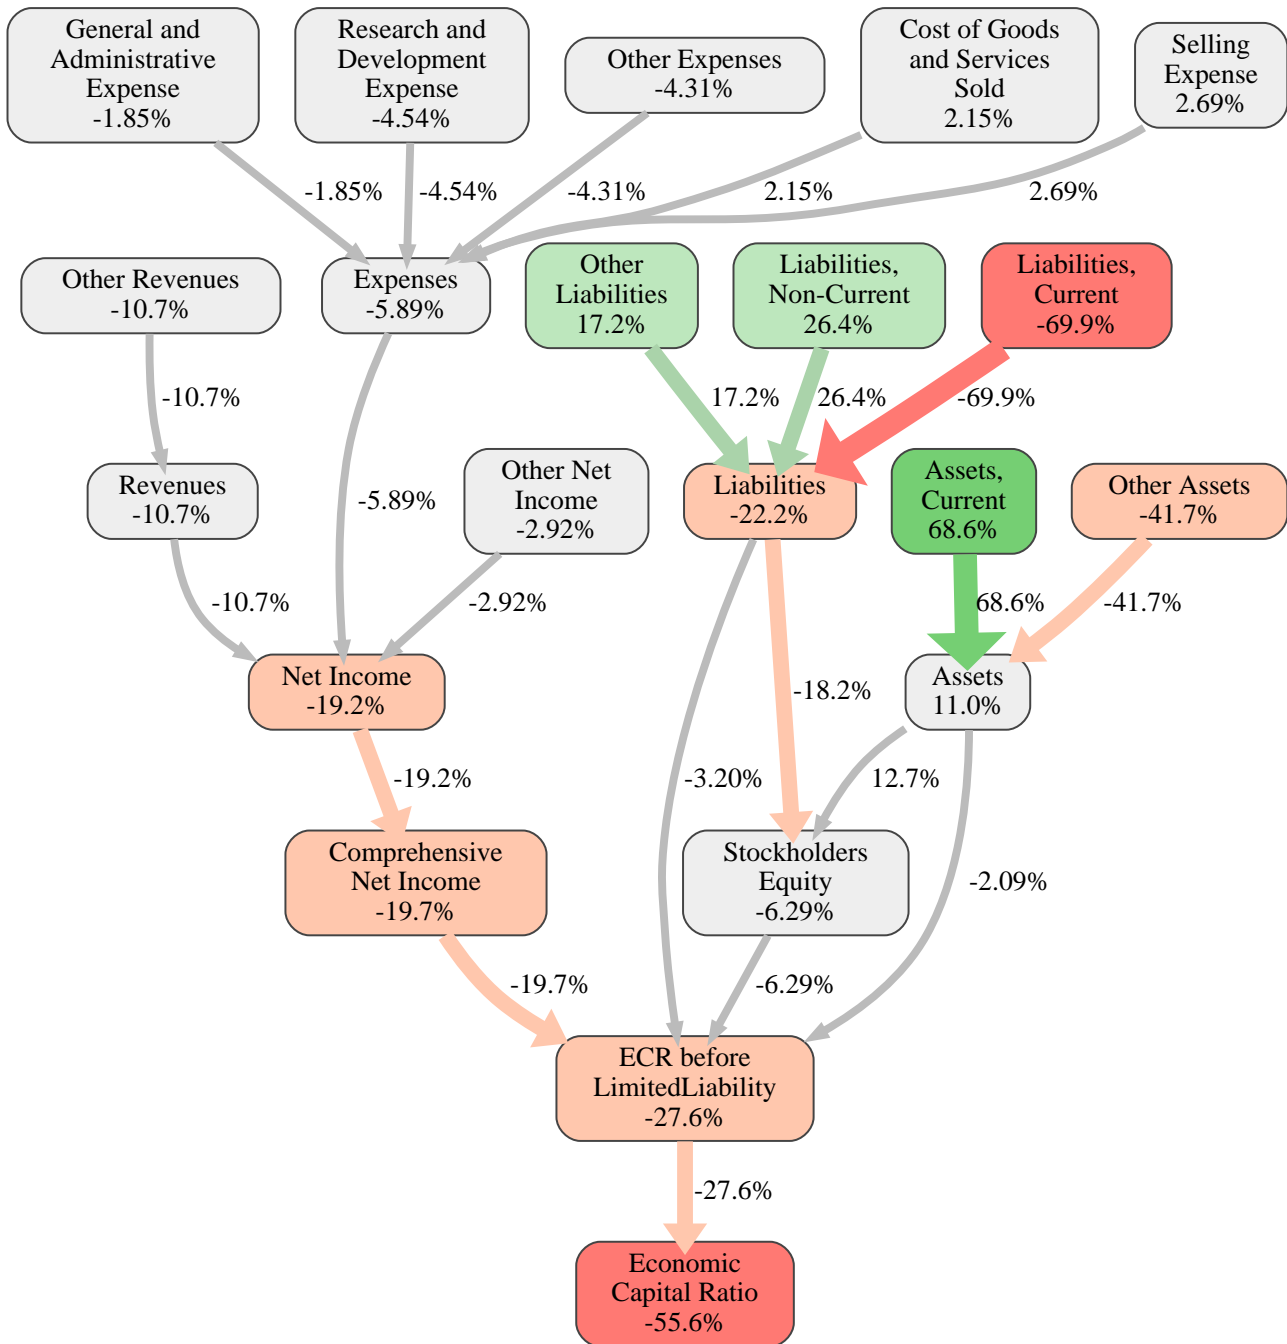 General and
Administrative
Expense
-1.85%
Research and
Development
Expense
-4.54%
Other Expenses
-4.31%
Cost of Goods
and Services
Sold
2.15%
Selling
Expense
2.69%
-1.85%
-4.54%
-4.31%
2.15%
2.69%
Other Revenues
-10.7%
Expenses
-5.89%
Other
Liabilities
17.2%
Liabilities,
Non-Current
26.4%
Liabilities,
Current
-69.9%
-10.7%
17.2%
26.4%
-69.9%
Revenues
-10.7%
-5.89%
Other Net
Income
-2.92%
Liabilities
-22.2%
Assets,
Current
68.6%
Other Assets
-41.7%
-10.7%
-2.92%
68.6%
-41.7%
Net Income
-19.2%
-18.2%
Assets
11.0%
-19.2%
-3.20%
12.7%
Comprehensive
Net Income
-19.7%
Stockholders
Equity
-6.29%
-2.09%
-19.7%
-6.29%
ECR before
LimitedLiability
-27.6%
-27.6%
Economic
Capital Ratio
-55.6%